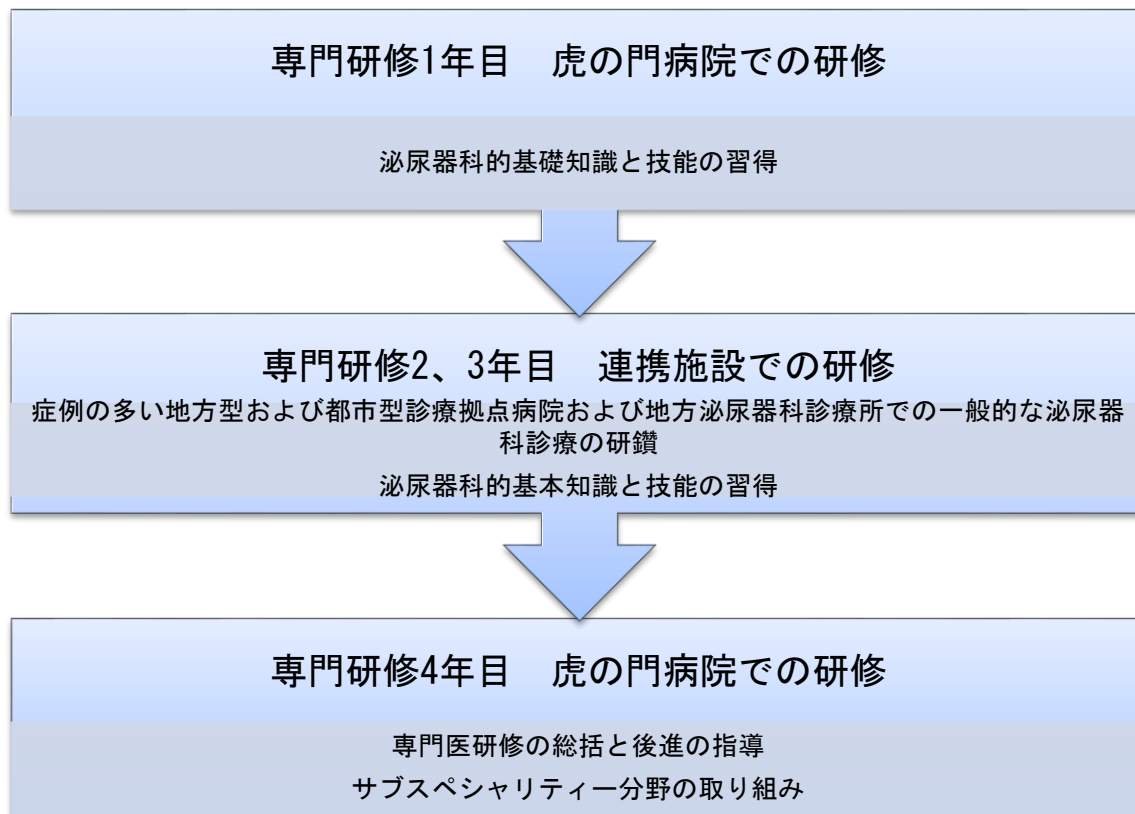 専門研修1年目　虎の門病院での研修
泌尿器科的基礎知識と技能の習得
専門研修2、3年目　連携施設での研修
症例の多い地方型および都市型診療拠点病院および地方泌尿器科診療所での一般的な泌尿器
科診療の研鑽
泌尿器科的基本知識と技能の習得
専門研修4年目　虎の門病院での研修
専門医研修の総括と後進の指導
サブスペシャリティー分野の取り組み